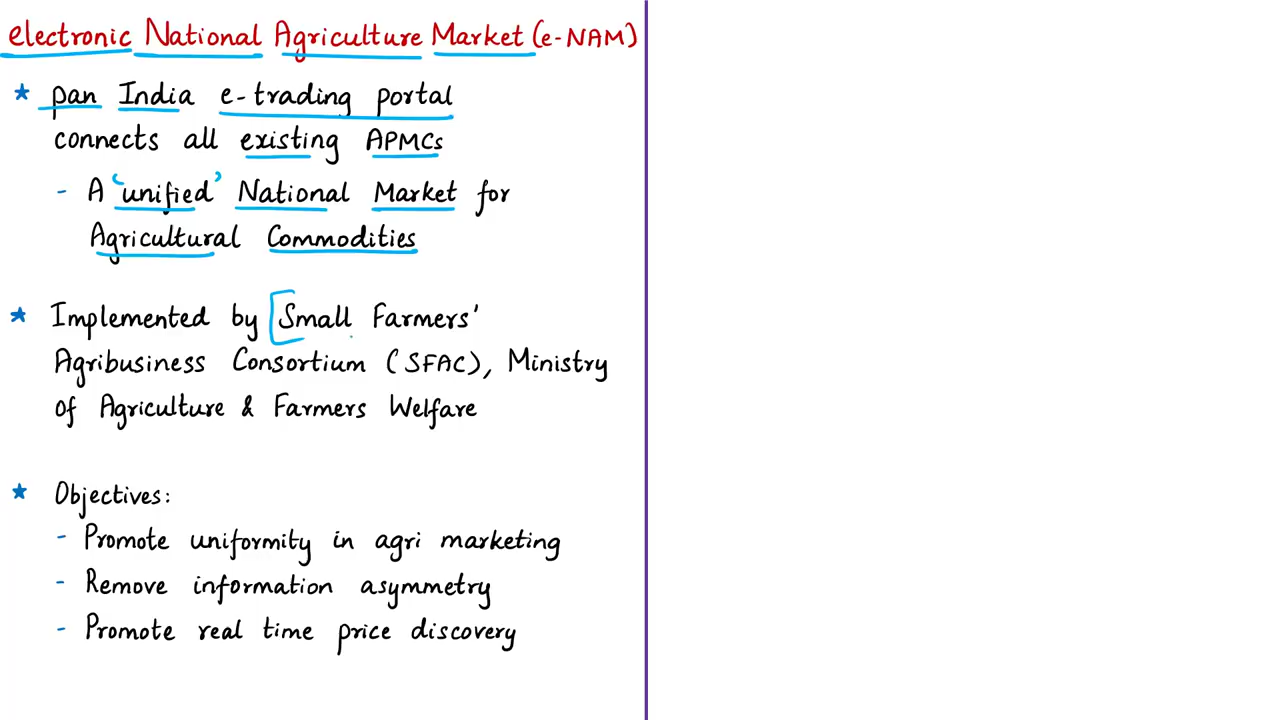 electronic National Agriculture Market (e-NAM)
* pan India e-trading portal
connects all existing APMCs
- A 'unified' National Market for
Agricultural Commodities
* Implemented by [Small Farmers'
Agribusiness Consortium (SFAC), Ministry
of Agriculture & Farmers Welfare
* Objectives:
- Promote uniformity in agri marketing
- Remove information asymmetry
- Promote real time price discovery